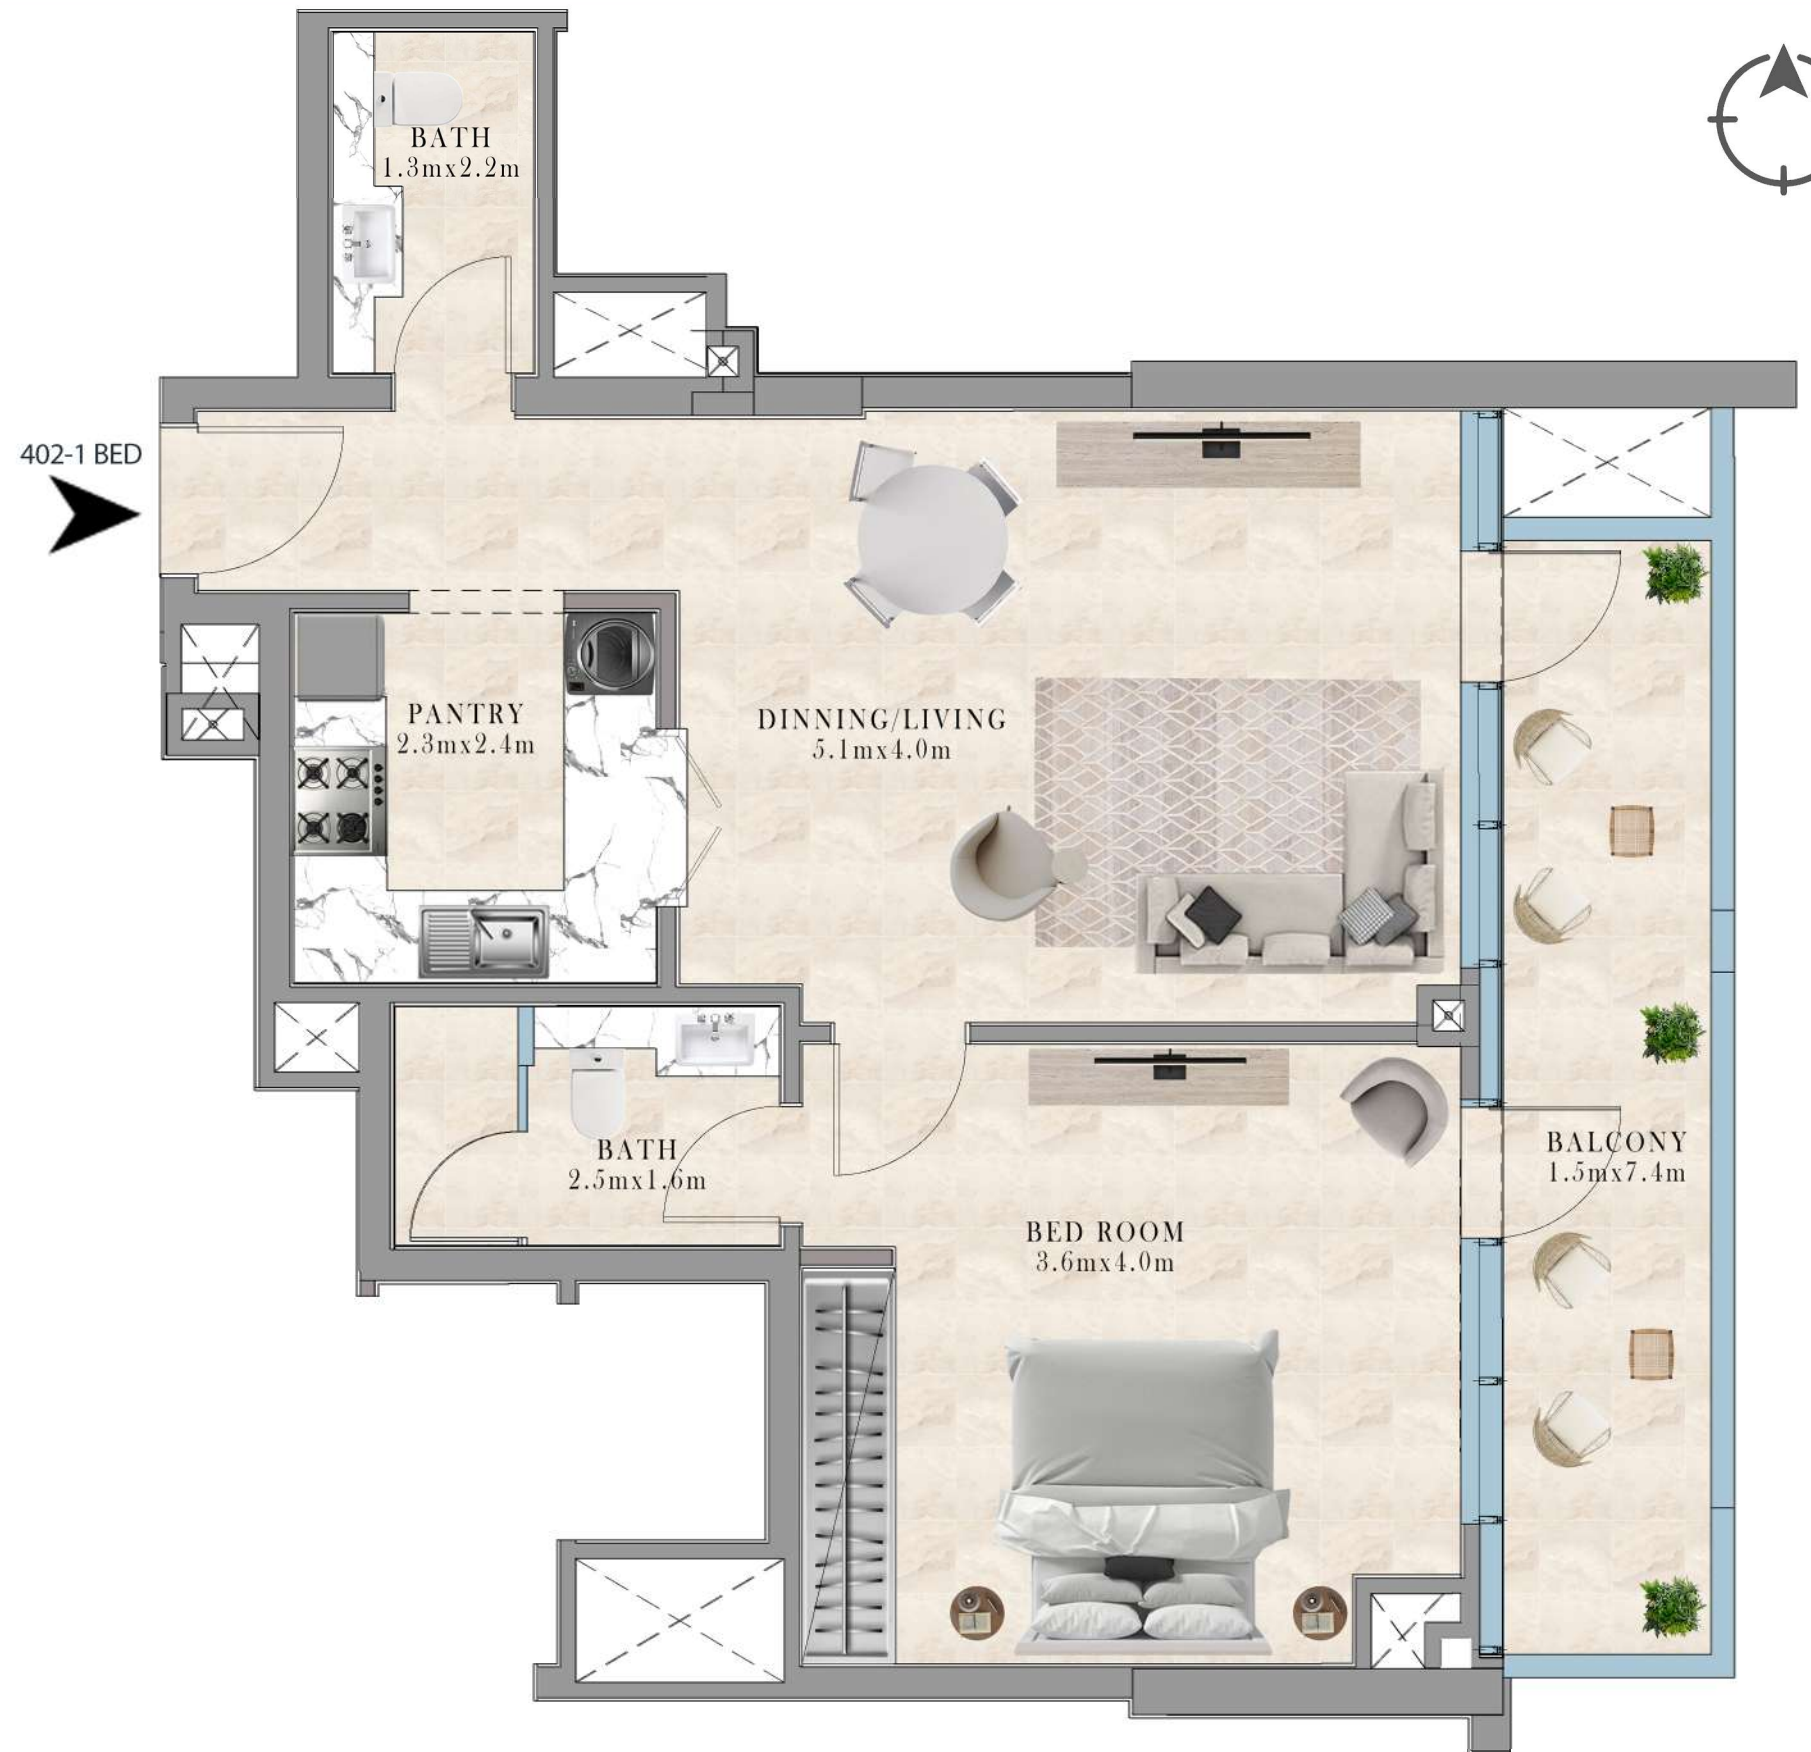 BATH
1.3mx2.2m
402-1 BED
PANTRY
2.3mx2.4m
DINNING/LIVING
5.1mx4.0m
BATH
2.5mx1.6m
BALCONY
1.5mx7.4m
BED ROOM
3.6mx4.0m